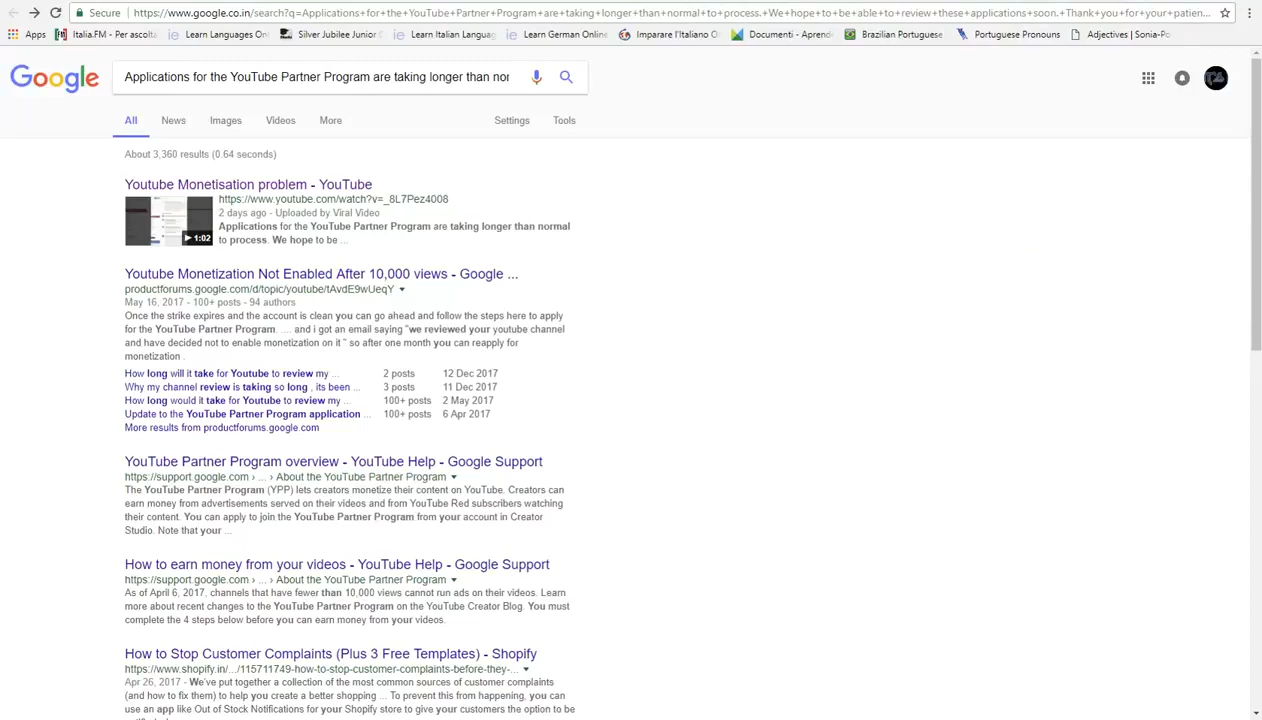 Secure https://www.google.co.in/search?q=Applications+for+the+YouTube+Partner+Program+are+taking+longer+than+normal+to+process.+We+hope+to+be+able+to+review+these+applications+soon.+Thank+you+for+your+patien...
Apps Italia.FM - Per ascolta Learn Languages Onl Silver Jubilee Junior C Learn Italian Languag Learn German Online Imparare l'Italiano O Documenti - Aprend Brazilian Portuguese Portuguese Pronouns Adjectives | Sonia-Po
Google Applications for the YouTube Partner Program are taking longer than nor
All News Images Videos More Settings Tools
About 3,360 results (0.64 seconds)
Youtube Monetisation problem - YouTube
https://www.youtube.com/watch?v=_8L7Pez4008
2 days ago - Uploaded by Viral Video
Applications for the YouTube Partner Program are taking longer than normal
1:02 to process. We hope to be ...
Youtube Monetization Not Enabled After 10,000 views - Google ...
productforums.google.com/d/topic/youtube/tAvdE9wUeqY
May 16, 2017 - 100+ posts - 94 authors
Once the strike expires and the account is clean you can go ahead and follow the steps here to apply
for the YouTube Partner Program. .... and i got an email saying "we reviewed your youtube channel
and have decided not to enable monetization on it " so after one month you can reapply for
monetization .
How long will it take for Youtube to review my ... 2 posts 12 Dec 2017
Why my channel review is taking so long , its been ... 3 posts 11 Dec 2017
How long would it take for Youtube to review my ... 100+ posts 2 May 2017
Update to the YouTube Partner Program application ... 100+ posts 6 Apr 2017
More results from productforums.google.com
YouTube Partner Program overview - YouTube Help - Google Support
https://support.google.com › ... › About the YouTube Partner Program
The YouTube Partner Program (YPP) lets creators monetize their content on YouTube. Creators can
earn money from advertisements served on their videos and from YouTube Red subscribers watching
their content. You can apply to join the YouTube Partner Program from your account in Creator
Studio. Note that your ...
How to earn money from your videos - YouTube Help - Google Support
https://support.google.com › ... › About the YouTube Partner Program
As of April 6, 2017, channels that have fewer than 10,000 views cannot run ads on their videos. Learn
more about recent changes to the YouTube Partner Program on the YouTube Creator Blog. You must
complete the 4 steps below before you can earn money from your videos.
How to Stop Customer Complaints (Plus 3 Free Templates) - Shopify
https://www.shopify.in/.../115711749-how-to-stop-customer-complaints-before-they-...
Apr 26, 2017 - We've put together a collection of the most common sources of customer complaints
(and how to fix them) to help you create a better shopping ... To prevent this from happening, you can
use an app like Out of Stock Notifications for your Shopify store to give your customers the option to be